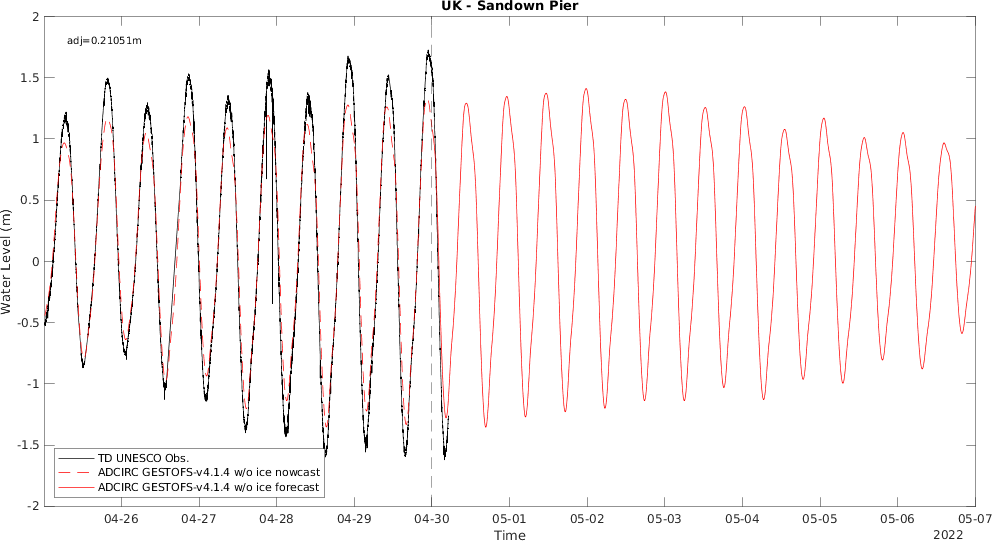 UK - Sandown Pier
adj=0.21051m
2
1.5
1
0.5
0
-0.5
-1
-1.5
-2
Water Level (m)
TD UNESCO Obs.
ADCIRC GESTOFS-v4.1.4 w/o ice nowcast
ADCIRC GESTOFS-v4.1.4 w/o ice forecast
04-26 04-27 04-28 04-29 04-30 05-01 05-02 05-03 05-04 05-05 05-06 05-07
Time
2022